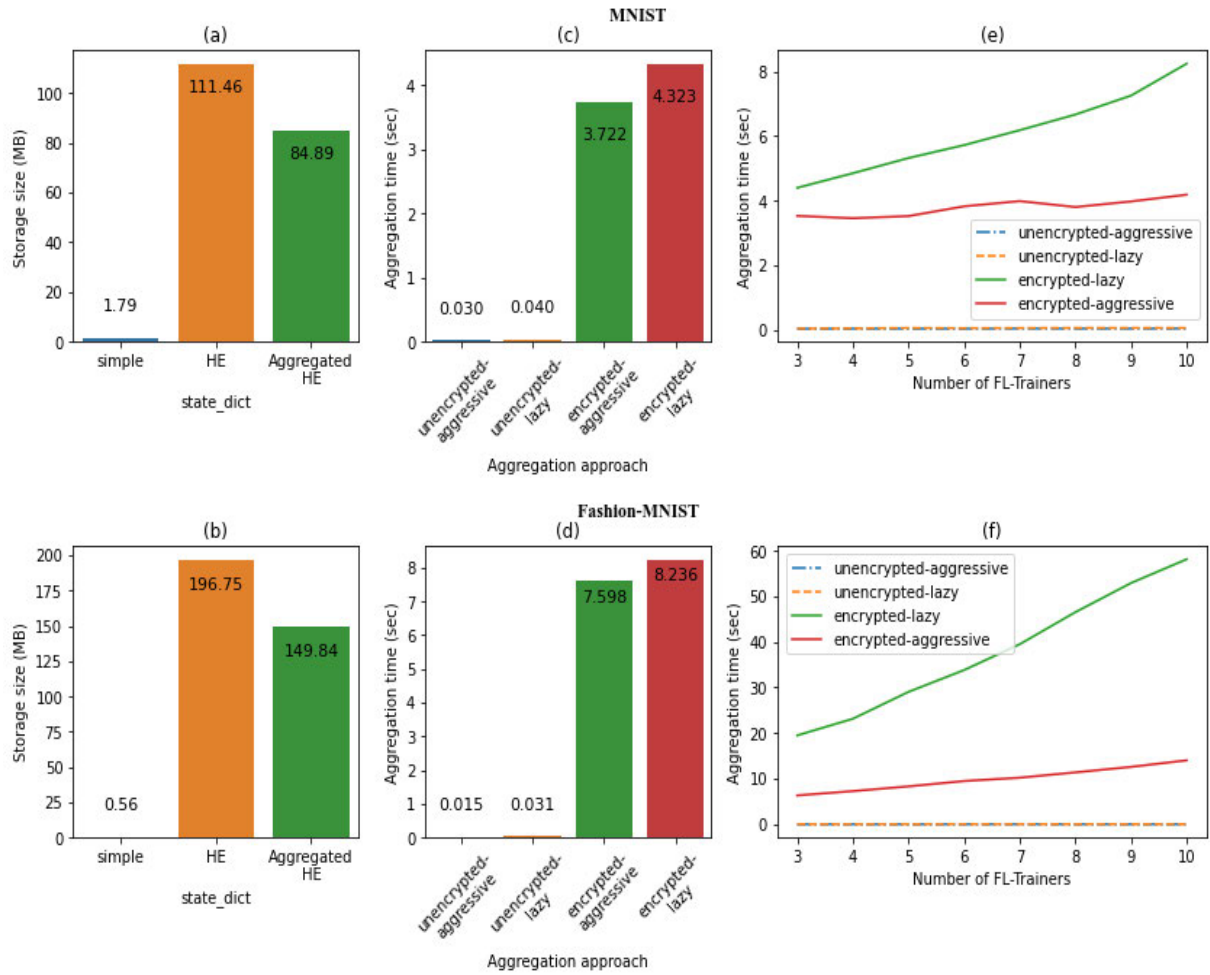 MNIST
(a)
Storage size (MB)
100
80
60
40
20
0
1.79
111.46
84.89
simple
HE
Aggregated
HE
state_dict
(c)
Aggregation time (sec)
4
3
2
1
0
0.030
0.040
3.722
4.323
unencrypted-
aggressive
unencrypted-
lazy
encrypted-
aggressive
encrypted-
lazy
Aggregation approach
(e)
Aggregation time (sec)
8
6
4
2
0
unencrypted-aggressive
unencrypted-lazy
encrypted-lazy
encrypted-aggressive
3 4 5 6 7 8 9 10
Number of FL-Trainers
Fashion-MNIST
(b)
Storage size (MB)
200
175
150
125
100
75
50
25
0
0.56
196.75
149.84
simple
HE
Aggregated
HE
state_dict
(d)
Aggregation time (sec)
8
7
6
5
4
3
2
1
0
0.015
0.031
7.598
8.236
unencrypted-
aggressive
unencrypted-
lazy
encrypted-
aggressive
encrypted-
lazy
Aggregation approach
(f)
Aggregation time (sec)
60
50
40
30
20
10
0
unencrypted-aggressive
unencrypted-lazy
encrypted-lazy
encrypted-aggressive
3 4 5 6 7 8 9 10
Number of FL-Trainers